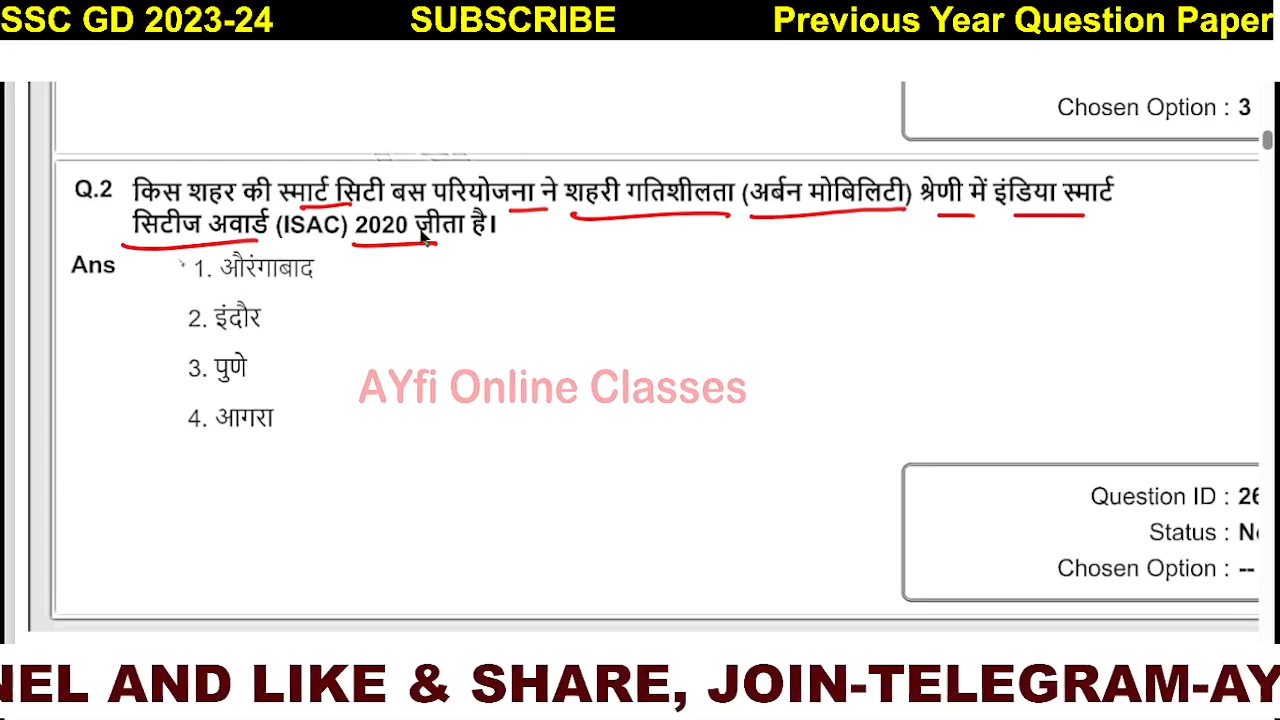 SSC GD 2023-24 SUBSCRIBE Previous Year Question Paper
Chosen Option : 3
Q.2 किस शहर की स्मार्ट सिटी बस परियोजना ने शहरी गतिशीलता (अर्बन मोबिलिटी) श्रेणी में इंडिया स्मार्ट
सिटीज अवार्ड (ISAC) 2020 जीता है।
Ans 1. औरंगाबाद
2. इंदौर
3. पुणे
4. आगरा
AYfi Online Classes
Question ID : 26
Status :
Chosen Option : --
NEL AND LIKE & SHARE, JOIN-TELEGRAM-AY